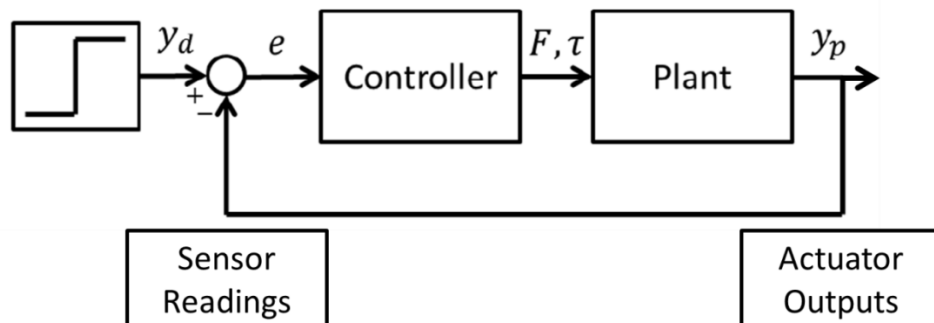 y_d
e
F, τ
y_p
+
−
Controller
Plant
Sensor
Readings
Actuator
Outputs